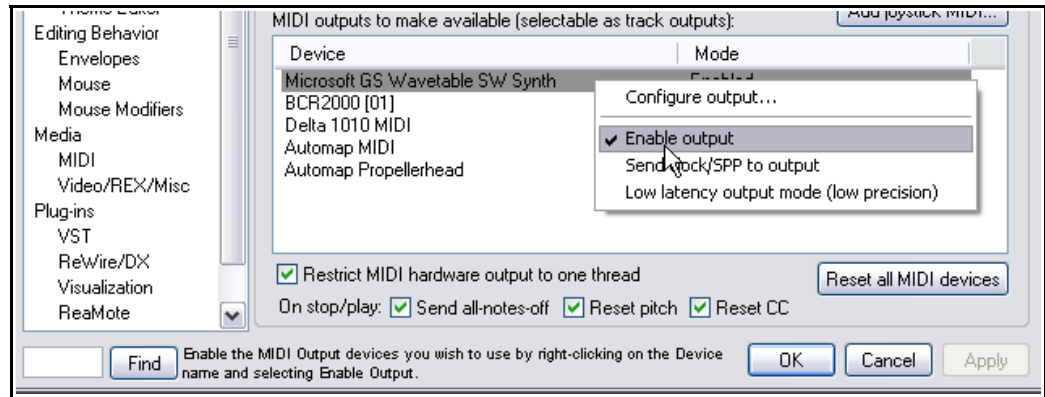 Editing Behavior
Envelopes
Mouse
Mouse Modifiers
Media
MIDI
Video/REX/Misc
Plug-ins
VST
ReWire/DX
Visualization
ReaMote
MIDI outputs to make available (selectable as track outputs):
Add joystick MIDI...
Device Mode
Microsoft GS Wavetable SW Synth Enabled
BCR2000 [01]
Delta 1010 MIDI
Automap MIDI
Automap Propellerhead
Configure output...
Enable output
Send /SPP to output
Low latency output mode (low precision)
Restrict MIDI hardware output to one thread
Reset all MIDI devices
On stop/play: Send all-notes-off Reset pitch Reset CC
Find
Enable the MIDI Output devices you wish to use by right-clicking on the Device
name and selecting Enable Output.
OK Cancel Apply